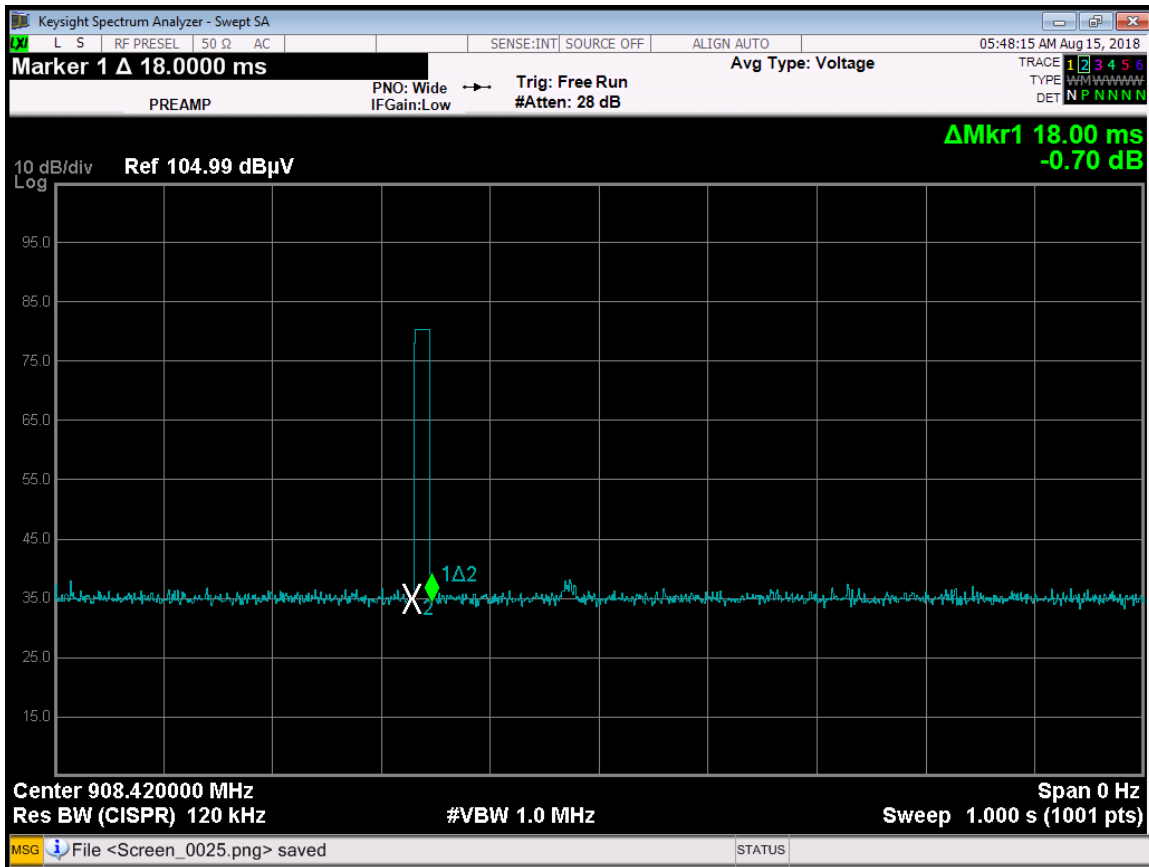 Keysight Spectrum Analyzer - Swept SA
LXI L S RF PRESEL 50 Ω AC SENSE:INT SOURCE OFF ALIGN AUTO 05:48:15 AM Aug 15, 2018
Marker 1 Δ 18.0000 ms
PREAMP
PNO: Wide
IFGain:Low
Trig: Free Run
#Atten: 28 dB
Avg Type: Voltage
TRACE 1 2 3 4 5 6
TYPE WMWWWW
DET N P N N N N
ΔMkr1 18.00 ms
-0.70 dB
10 dB/div Ref 104.99 dBµV
Log
95.0
85.0
75.0
65.0
55.0
45.0
1Δ2
35.0
X2
25.0
15.0
Center 908.420000 MHz Span 0 Hz
Res BW (CISPR) 120 kHz #VBW 1.0 MHz Sweep 1.000 s (1001 pts)
MSG File <Screen_0025.png> saved STATUS